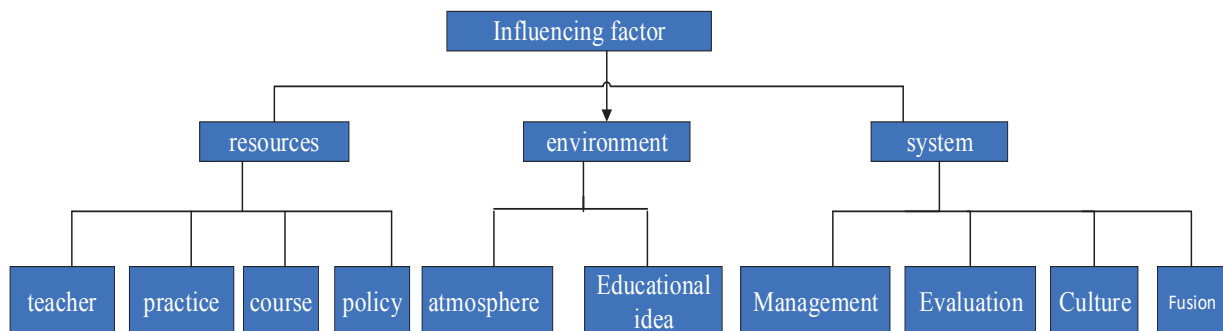 Influencing factor
resources
environment
system
teacher
practice
course
policy
atmosphere
Educational
idea
Management
Evaluation
Culture
Fusion